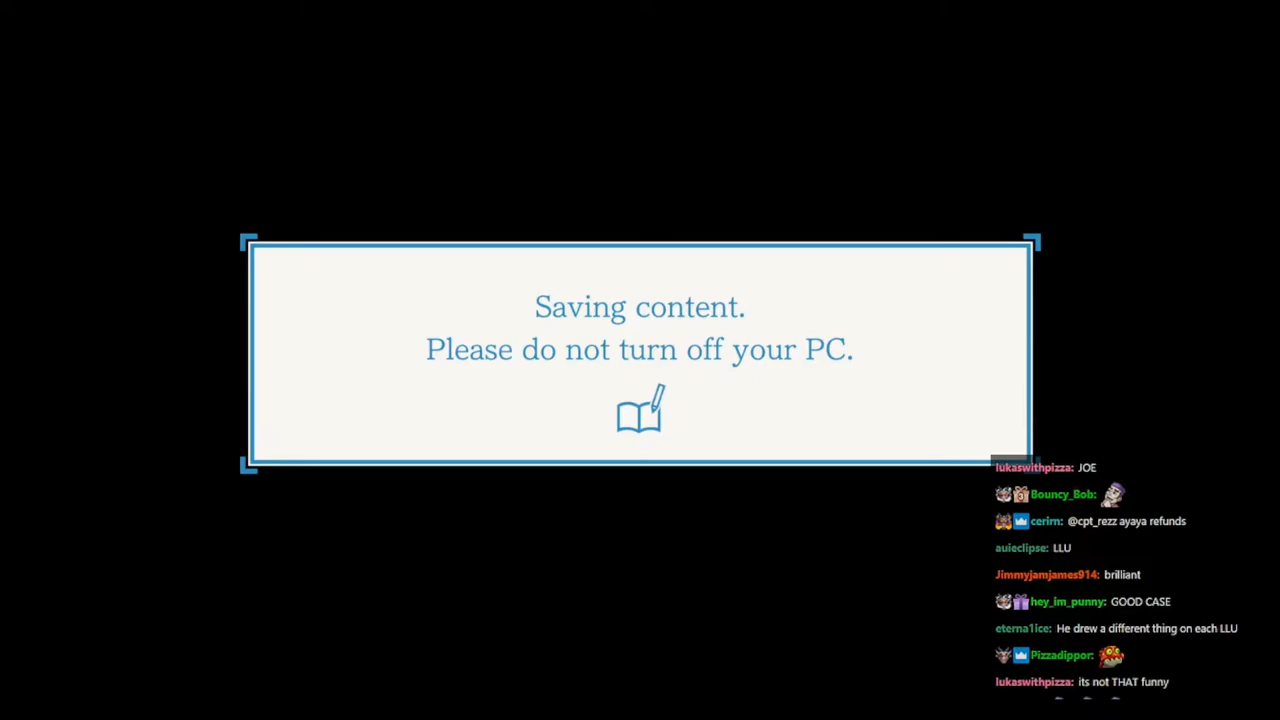 Saving content.
Please do not turn off your PC.
lukaswithpizza: JOE
Bouncy_Bob:
cerirn: @cpt_rezz ayaya refunds
auieclipse: LLU
Jimmyjamjames914: brilliant
hey_im_punny: GOOD CASE
eterna1ice: He drew a different thing on each LLU
Pizzadippor:
lukaswithpizza: its not THAT funny